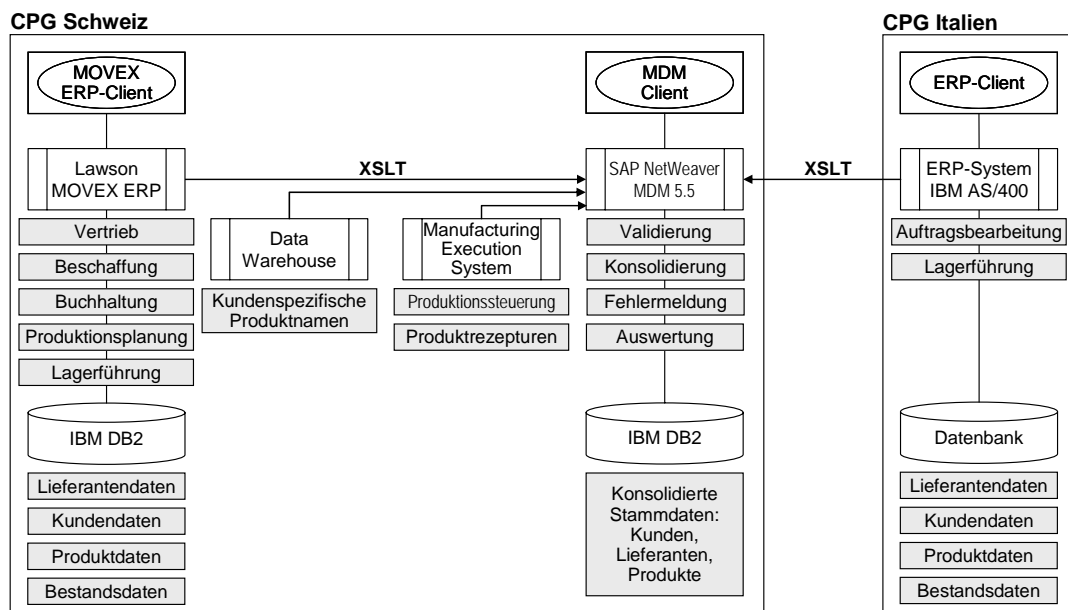 CPG Schweiz
CPG Italien
MOVEX
ERP-Client
MDM
Client
ERP-Client
Lawson
MOVEX ERP
XSLT
SAP NetWeaver
MDM 5.5
XSLT
ERP-System
IBM AS/400
Vertrieb
Beschaffung
Buchhaltung
Produktionsplanung
Lagerführung
Data
Warehouse
Kundenspezifische
Produktnamen
Manufacturing
Execution
System
Produktionssteuerung
Produktrezepturen
Validierung
Konsolidierung
Fehlermeldung
Auswertung
Auftragsbearbeitung
Lagerführung
IBM DB2
Lieferantendaten
Kundendaten
Produktdaten
Bestandsdaten
IBM DB2
Konsolidierte
Stammdaten:
Kunden,
Lieferanten,
Produkte
Datenbank
Lieferantendaten
Kundendaten
Produktdaten
Bestandsdaten